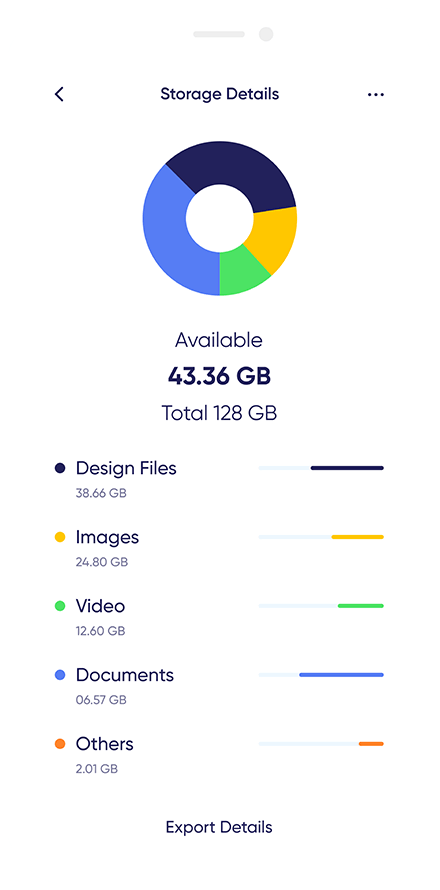 Storage Details
Available
43.36 GB
Total 128 GB
Design Files
38.66 GB
Images
24.80 GB
Video
12.60 GB
Documents
06.57 GB
Others
2.01 GB
Export Details